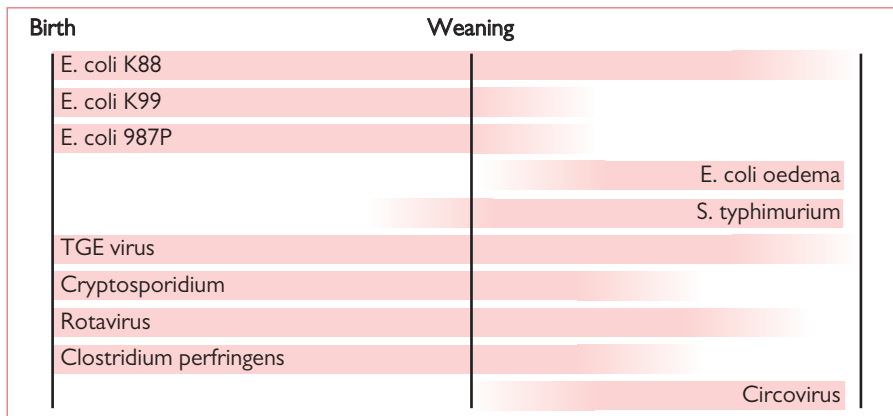 Birth Weaning
E. coli K88
E. coli K99
E. coli 987P
E. coli oedema
S. typhimurium
TGE virus
Cryptosporidium
Rotavirus
Clostridium perfringens
Circovirus